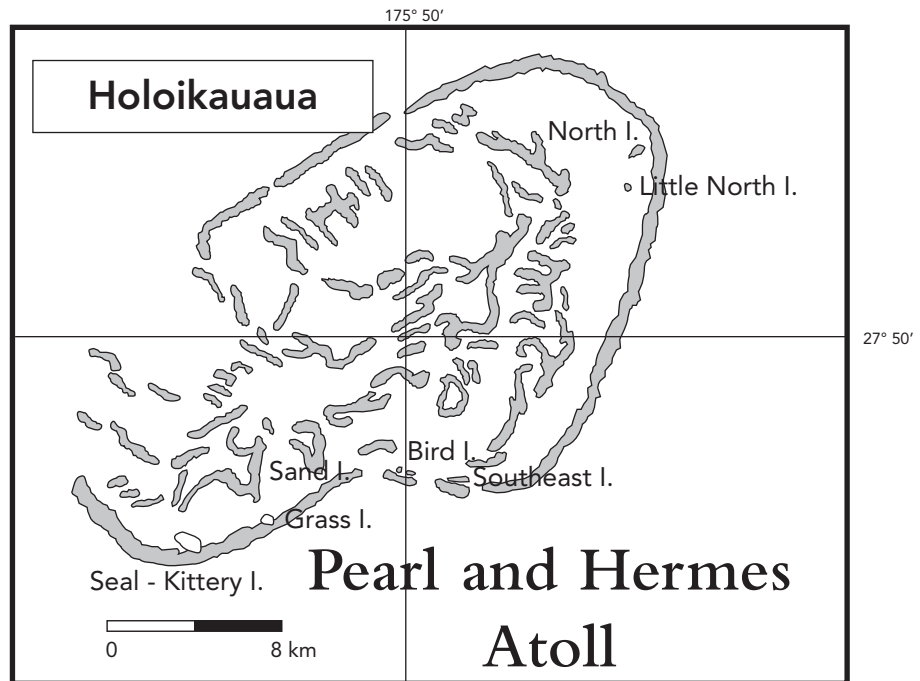 175° 50′
Holoikauaua
North I.
Little North I.
27° 50′
Bird I.
Sand I.
Southeast I.
Grass I.
Pearl and Hermes
Atoll
Seal - Kittery I.
0 8 km